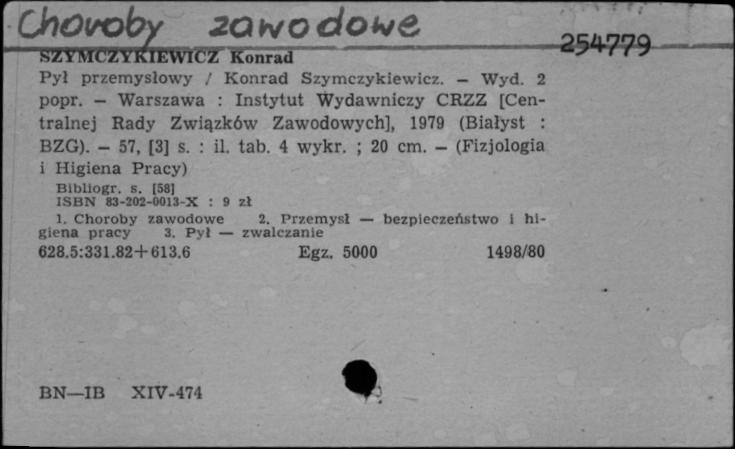 Choroby zawodowe
254779
SZYMCZYKIEWICZ Konrad
Pył przemysłowy / Konrad Szymczykiewicz. — Wyd. 2
popr. — Warszawa : Instytut Wydawniczy CRZZ [Cen-
tralnej Rady Związków Zawodowych], 1979 (Białyst :
BZG). — 57, [3] s. : il. tab. 4 wykr. ; 20 cm. — (Fizjologia
i Higiena Pracy)
Bibliogr. s. [58]
ISBN 83-202-0013-X : 9 zł
1. Choroby zawodowe 2. Przemysł — bezpieczeństwo i hi-
giena pracy 3. Pył — zwalczanie
628.5:331.82+613.6 Egz. 5000 1498/80
BN—IB XIV-474